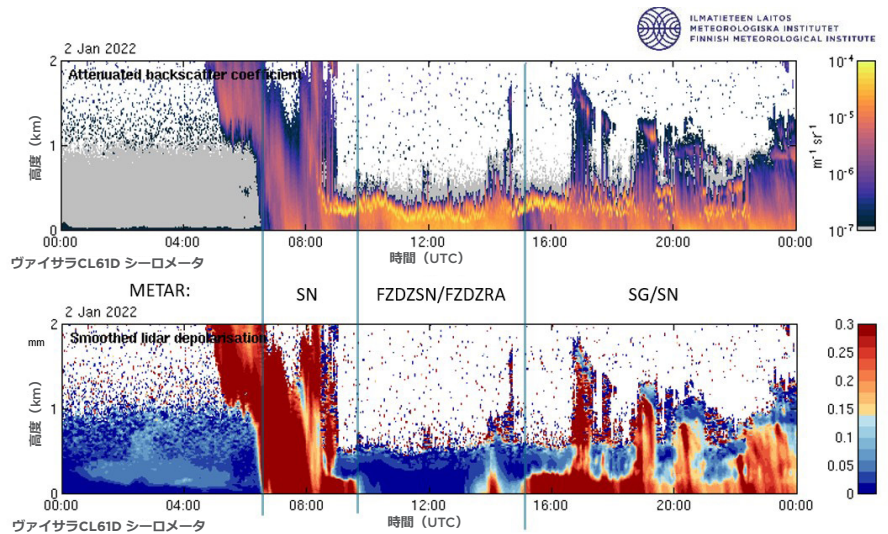 ILMATIETEEN LAITOS
METEOROLOGISKA INSTITUTET
FINNISH METEOROLOGICAL INSTITUTE
2 Jan 2022
Attenuated backscatter coefficient
2
1
0
高度（km）
10-4
10-5
10-6
10-7
m-1 sr-1
00:00 04:00 08:00 12:00 16:00 20:00 00:00
時間（UTC）
ヴァイサラCL61D シーロメータ
METAR: SN FZDZSN/FZDZRA SG/SN
2 Jan 2022
Smoothed lidar depolarisation
mm
2
1
0
高度（km）
0.3
0.25
0.2
0.15
0.1
0.05
0
00:00 04:00 08:00 12:00 16:00 20:00 00:00
時間（UTC）
ヴァイサラCL61D シーロメータ